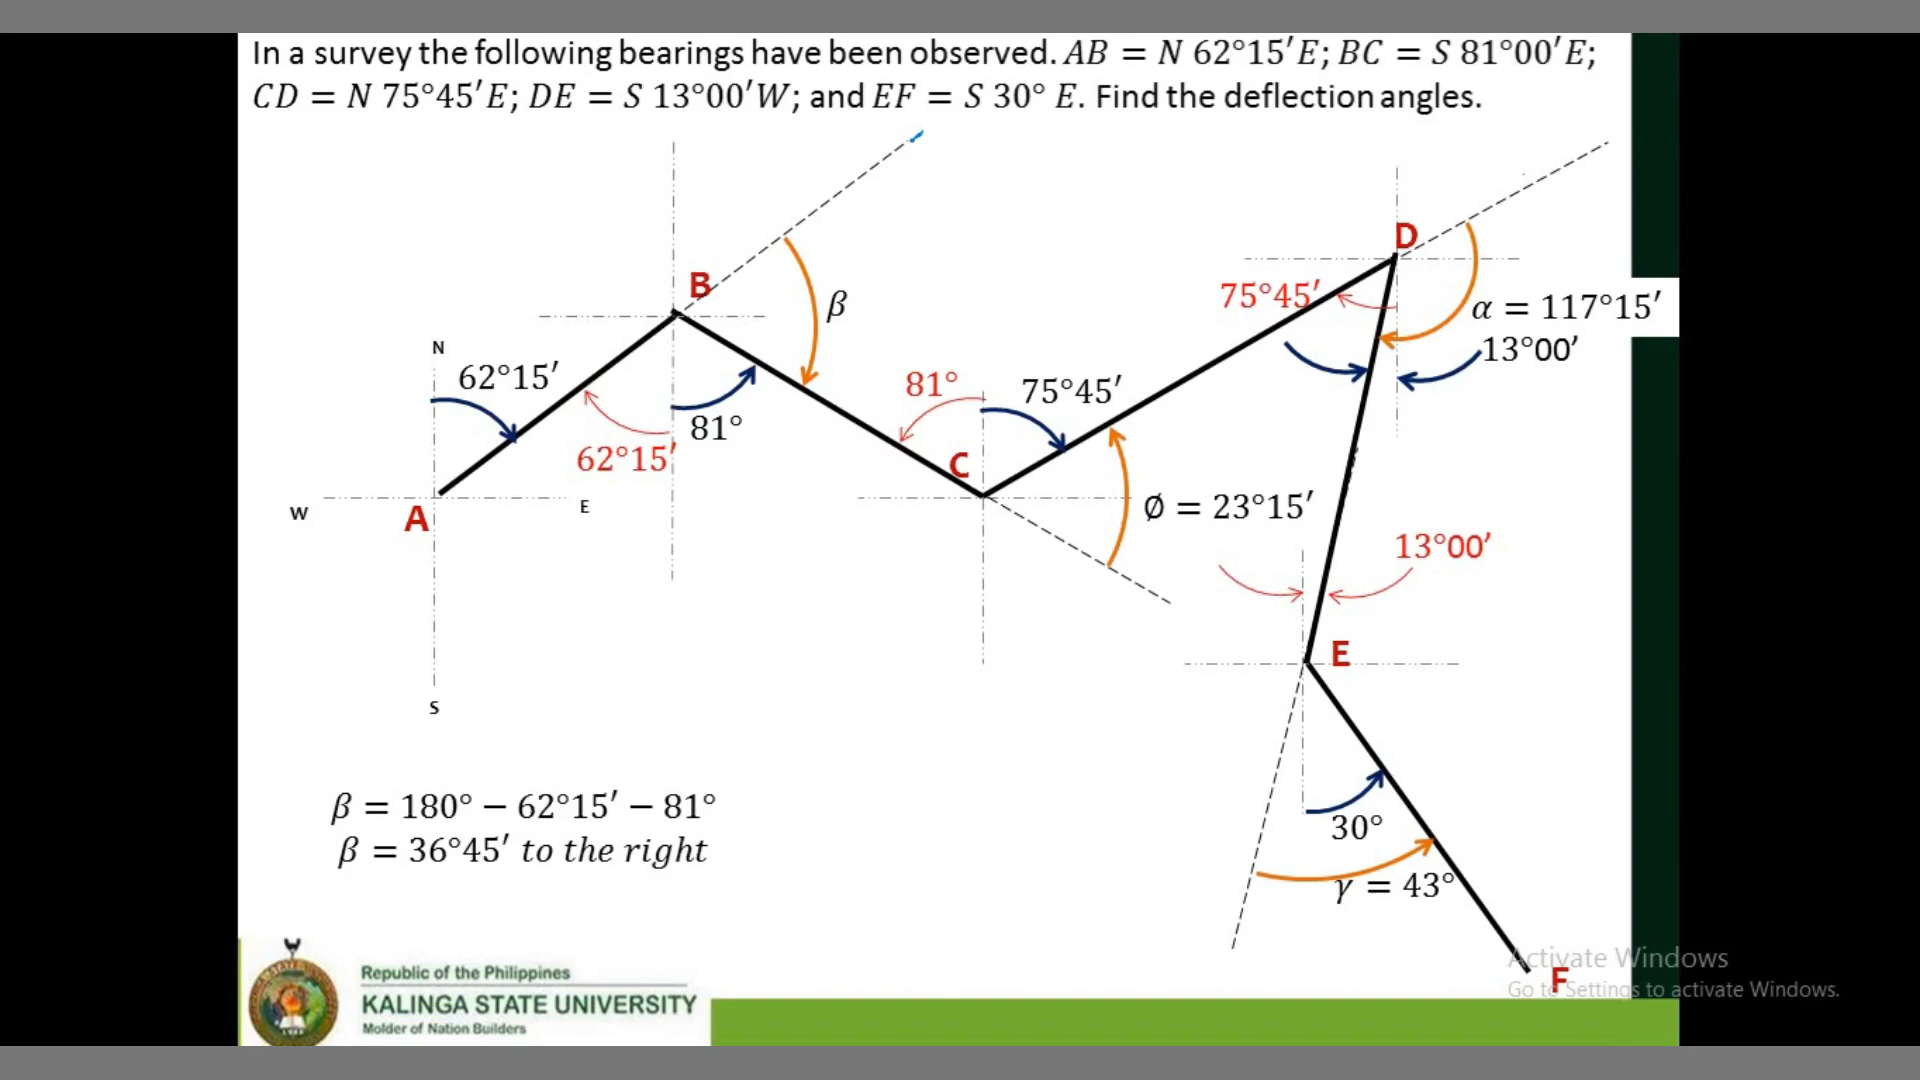 In a survey the following bearings have been observed. AB = N 62°15′E; BC = S 81°00′E;
CD = N 75°45′E; DE = S 13°00′W; and EF = S 30° E. Find the deflection angles.
D
B
75°45′
α = 117°15′
β
13°00′
N
62°15′
81°
75°45′
81°
62°15′
C
W
A
E
Ø = 23°15′
13°00′
E
S
β = 180° − 62°15′ − 81°
30°
β = 36°45′ to the right
γ = 43°
Activate Windows
F
Go to Settings to activate Windows.
Republic of the Philippines
KALINGA STATE UNIVERSITY
Molder of Nation Builders